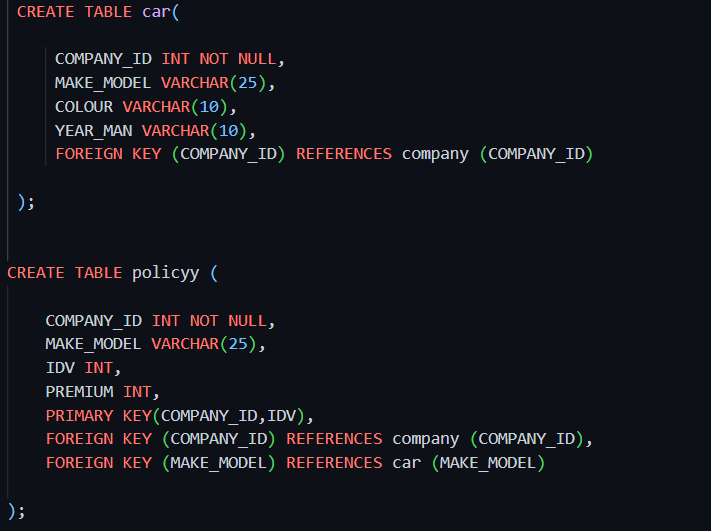 CREATE TABLE car(
COMPANY_ID INT NOT NULL,
MAKE_MODEL VARCHAR(25),
COLOUR VARCHAR(10),
YEAR_MAN VARCHAR(10),
FOREIGN KEY (COMPANY_ID) REFERENCES company (COMPANY_ID)
);
CREATE TABLE policyy (
COMPANY_ID INT NOT NULL,
MAKE_MODEL VARCHAR(25),
IDV INT,
PREMIUM INT,
PRIMARY KEY(COMPANY_ID,IDV),
FOREIGN KEY (COMPANY_ID) REFERENCES company (COMPANY_ID),
FOREIGN KEY (MAKE_MODEL) REFERENCES car (MAKE_MODEL)
);